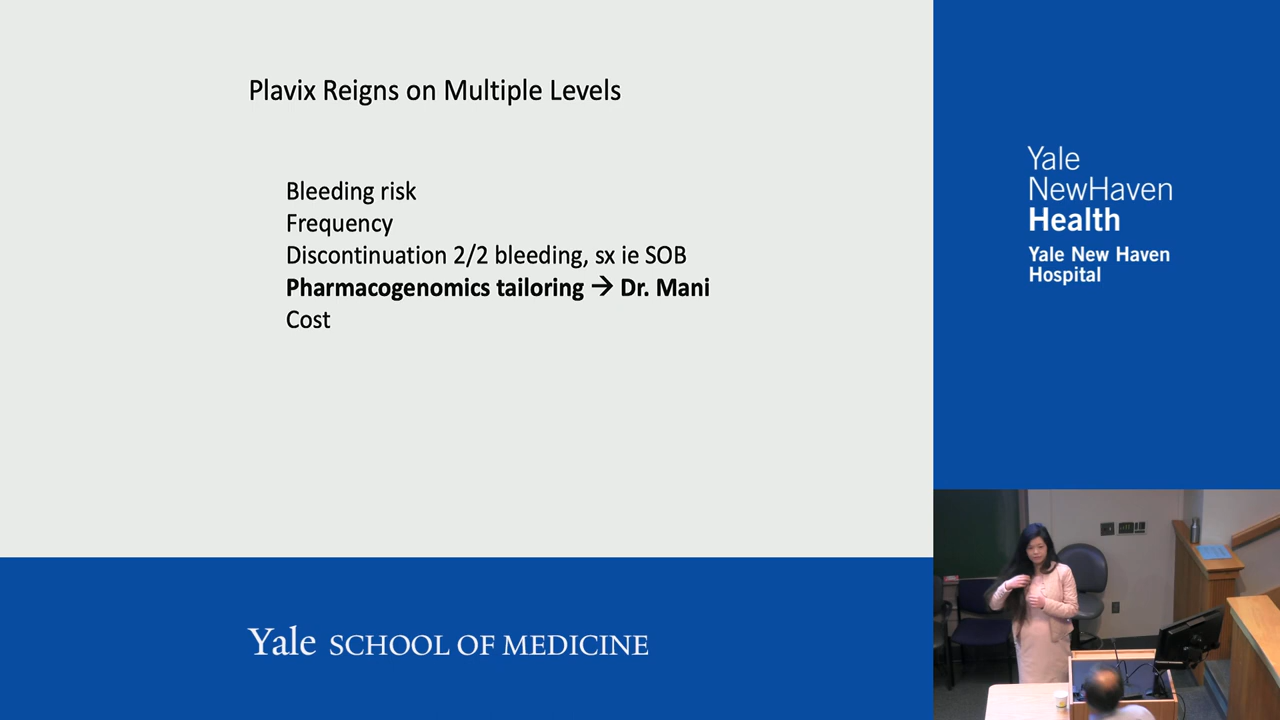 Plavix Reigns on Multiple Levels
Bleeding risk
Frequency
Discontinuation 2/2 bleeding, sx ie SOB
Pharmacogenomics tailoring → Dr. Mani
Cost
Yale SCHOOL OF MEDICINE
Yale
NewHaven
Health
Yale New Haven
Hospital